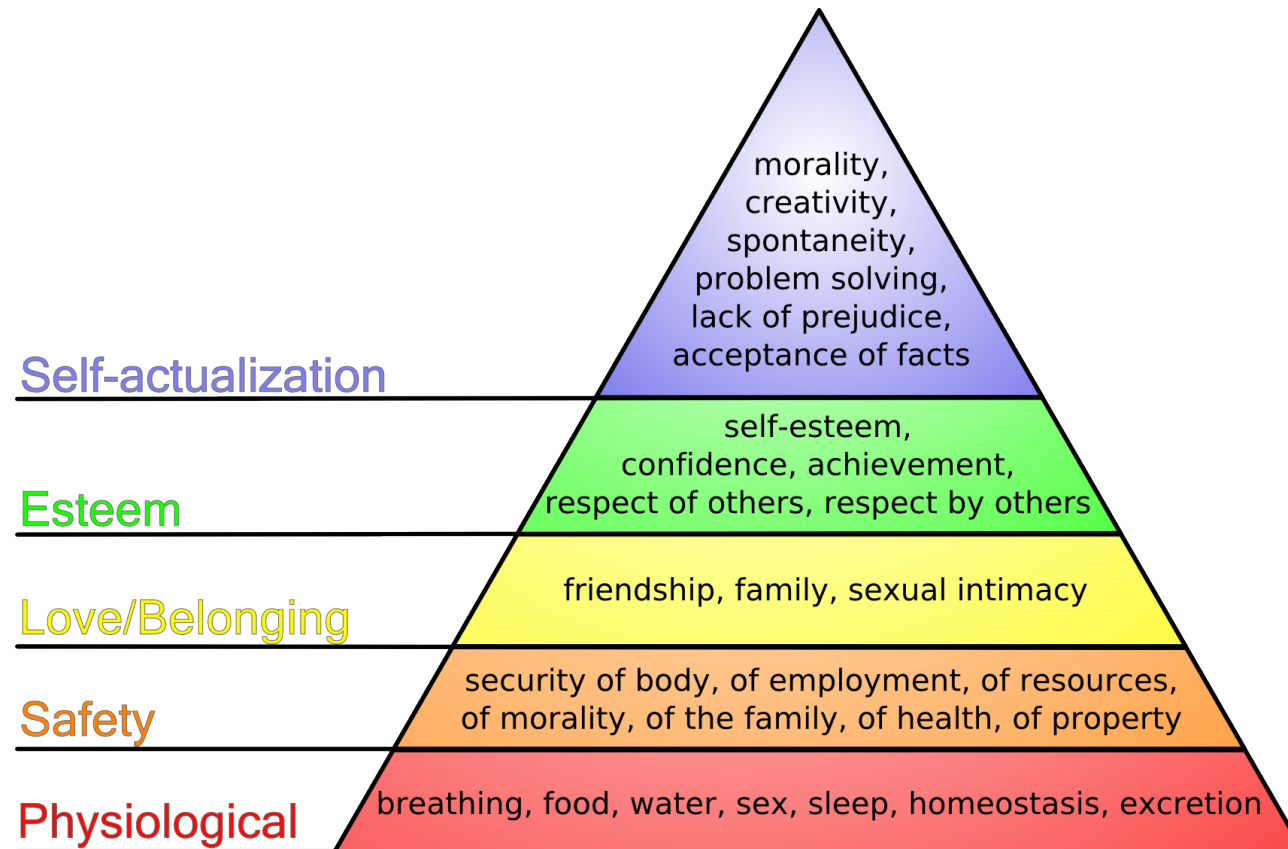 morality,
creativity,
spontaneity,
problem solving,
lack of prejudice,
acceptance of facts
Self-actualization
self-esteem,
confidence, achievement,
respect of others, respect by others
Esteem
friendship, family, sexual intimacy
Love/Belonging
security of body, of employment, of resources,
of morality, of the family, of health, of property
Safety
breathing, food, water, sex, sleep, homeostasis, excretion
Physiological